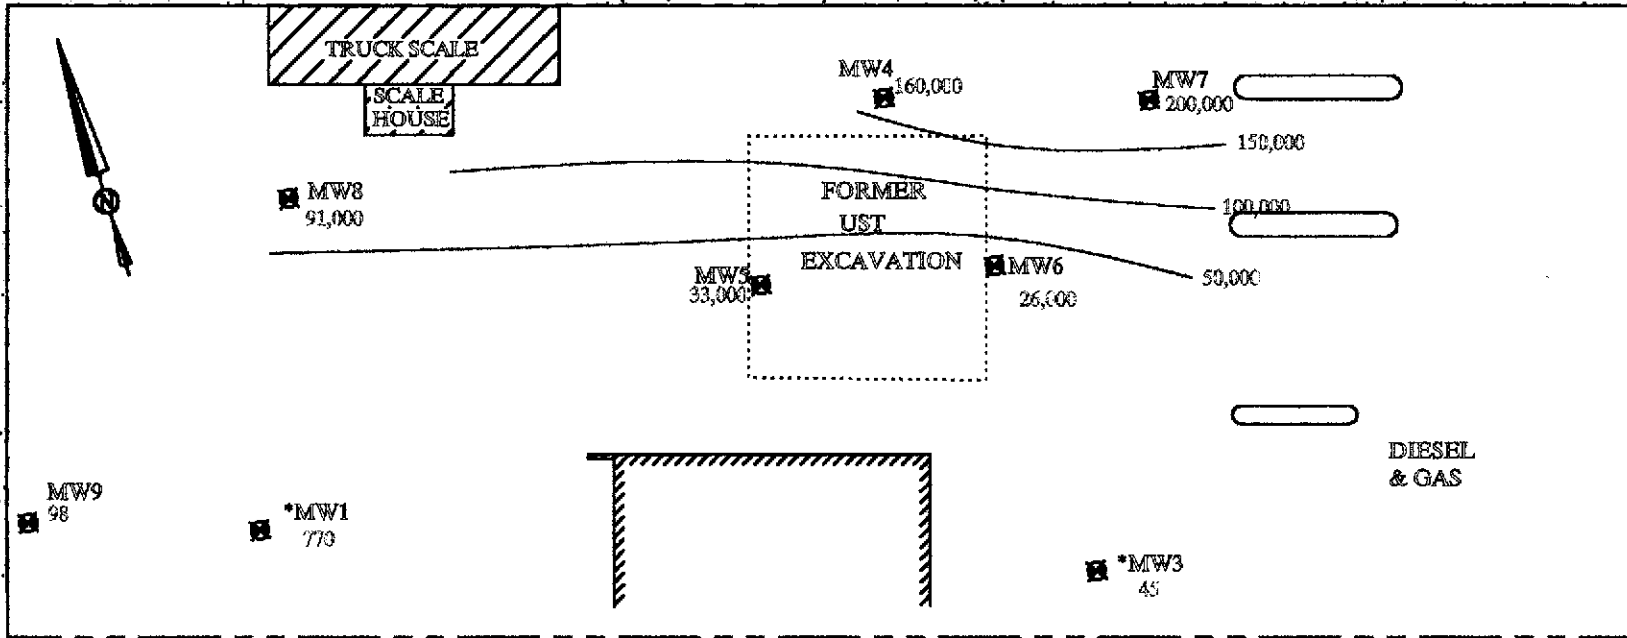 TRUCK SCALE
SCALE
HOUSE
MW4
160,000
MW7
200,000
150,000
MW8
91,000
FORMER
UST
EXCAVATION
100,000
N
MW5
33,000
MW6
26,000
50,000
DIESEL
& GAS
MW9
98
*MW1
770
*MW3
45